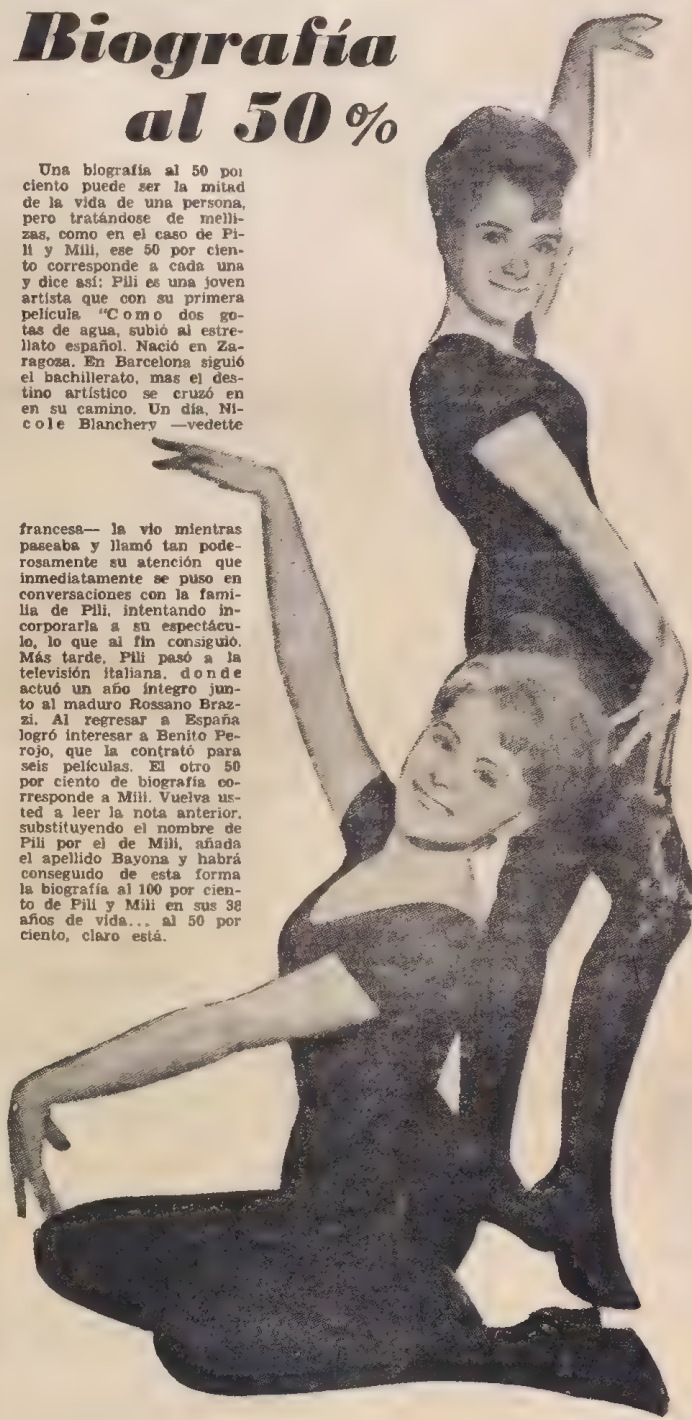 Biografía
al 50 %
Una biografía al 50 por
ciento puede ser la mitad
de la vida de una persona,
pero tratándose de melli-
zas, como en el caso de Pi-
li y Mili, ese 50 por cien-
to corresponde a cada una
y dice así: Pili es una joven
artista que con su primera
película "Como dos go-
tas de agua, subió al estre-
llato español. Nació en Za-
ragoza. En Barcelona siguió
el bachillerato, mas el des-
tino artístico se cruzó en
en su camino. Un día, Ni-
cole Blanchery —vedette
francesa— la vio mientras
paseaba y llamó tan pode-
rosamente su atención que
inmediatamente se puso en
conversaciones con la fami-
lia de Pili, intentando in-
corporarla a su espectácu-
lo, lo que al fin consiguió.
Más tarde, Pili pasó a la
televisión italiana, donde
actuó un año íntegro jun-
to al maduro Rossano Braz-
zi. Al regresar a España
logró interesar a Benito Pe-
rojo, que la contrató para
seis películas. El otro 50
por ciento de biografía co-
rresponde a Mili. Vuelva us-
ted a leer la nota anterior,
substituyendo el nombre de
Pili por el de Mili, añada
el apellido Bayona y habrá
conseguido de esta forma
la biografía al 100 por cien-
to de Pili y Mili en sus 38
años de vida... al 50 por
ciento, claro está.